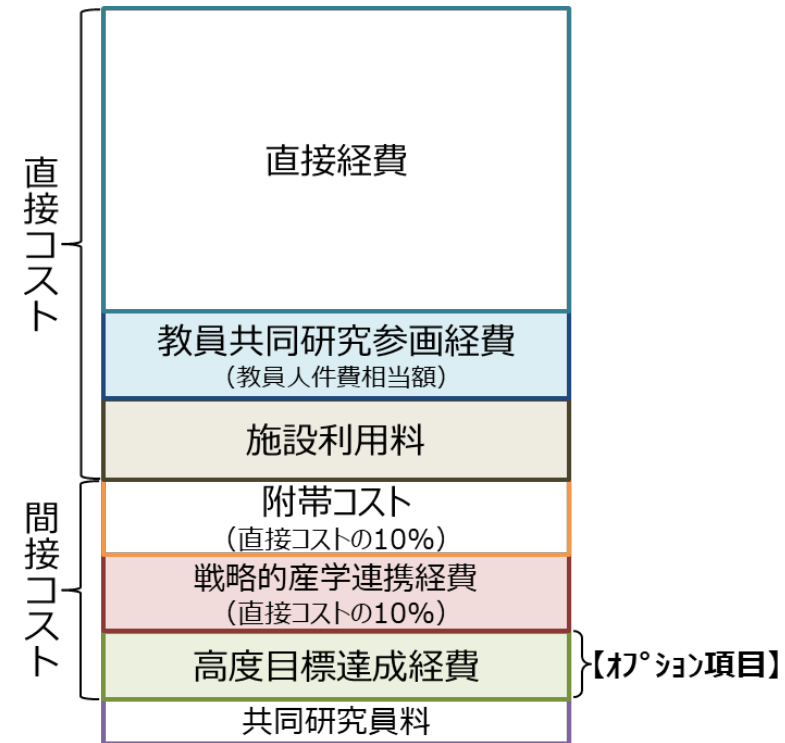 直接コスト
直接経費
教員共同研究参画経費
（教員人件費相当額）
施設利用料
間接コスト
附帯コスト
（直接コストの10%）
戦略的産学連携経費
（直接コストの10%）
高度目標達成経費
【ｵﾌﾟｼｮﾝ項目】
共同研究員料